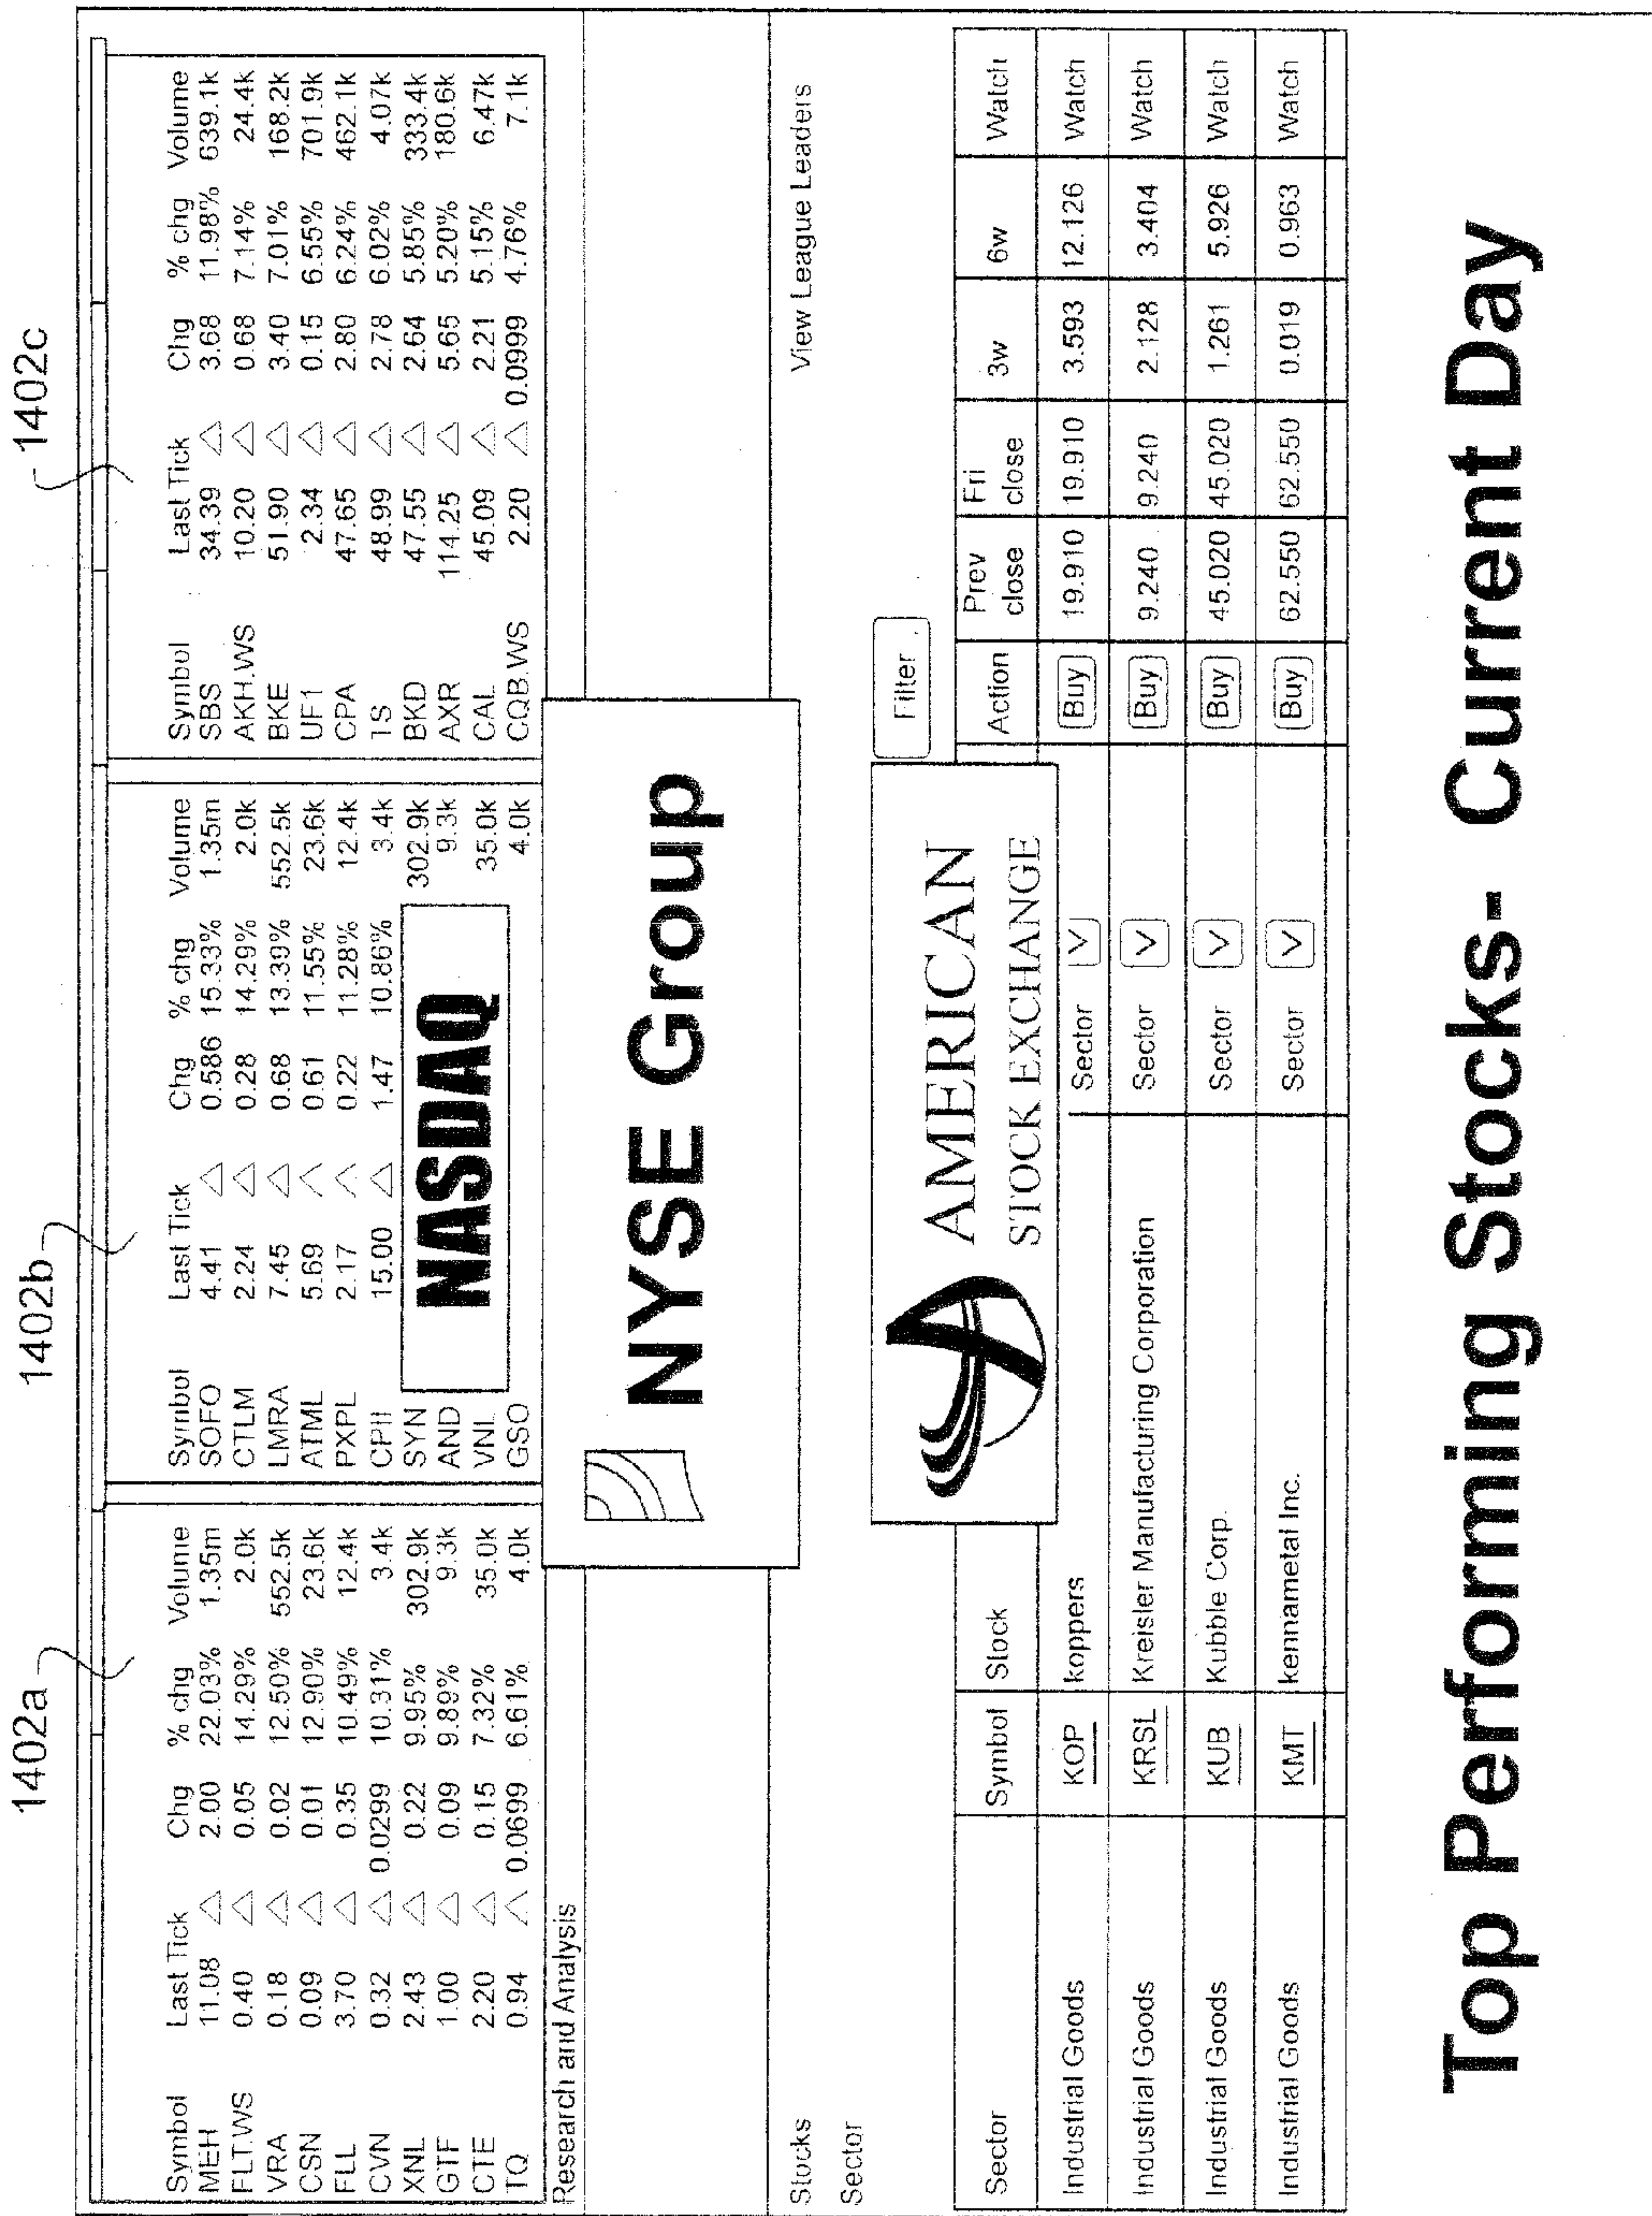 1402a
1402b
1402c
Symbol Last Tick Chg % chg Volume
MEH 11.08 △ 2.00 22.03% 1.35m
FLT.WS 0.40 △ 0.05 14.29% 2.0k
VRA 0.18 △ 0.02 12.50% 552.5k
CSN 0.09 △ 0.01 12.90% 23.6k
FLL 3.70 △ 0.35 10.49% 12.4k
CVN 0.32 △ 0.0299 10.31% 3.4k
XNL 2.43 △ 0.22 9.95% 302.9k
GTF 1.00 △ 0.09 9.89% 9.3k
CTE 2.20 △ 0.15 7.32% 35.0k
TQ 0.94 0.0699 6.61% 4.0k
Symbol Last Tick Chg % chg Volume
SOFO 4.41 △ 0.586 15.33% 1.35m
CTLM 2.24 △ 0.28 14.29% 2.0k
LMRA 7.45 △ 0.68 13.39% 552.5k
ATML 5.69 0.61 11.55% 23.6k
PXPL 2.17 0.22 11.28% 12.4k
CPII 15.00 △ 1.47 10.86% 3.4k
SYN 302.9k
AND 9.3k
VNL 35.0k
GSO 4.0k
NASDAQ
Symbol Last Tick Chg % chg Volume
SBS 34.39 △ 3.68 11.98% 639.1k
AKH.WS 10.20 △ 0.68 7.14% 24.4k
BKE 51.90 △ 3.40 7.01% 168.2k
UF1 2.34 △ 0.15 6.55% 701.9k
CPA 47.65 △ 2.80 6.24% 462.1k
1S 48.99 △ 2.78 6.02% 4.07k
BKD 47.55 △ 2.64 5.85% 333.4k
AXR 114.25 △ 5.65 5.20% 180.6k
CAL 45.09 △ 2.21 5.15% 6.47k
CQB.WS 2.20 △ 0.0999 4.76% 7.1k
Research and Analysis
NYSE Group
Stocks
View League Leaders
Sector
AMERICAN
STOCK EXCHANGE
Filter
Sector Symbol Stock Action Prev close Fri close 3w 6w Watch
Industrial Goods KOP koppers Sector V Buy 19.910 19.910 3.593 12.126 Watch
Industrial Goods KRSL Kreisler Manufacturing Corporation Sector V Buy 9.240 9.240 2.128 3.404 Watch
Industrial Goods KUB Kubble Corp. Sector V Buy 45.020 45.020 1.261 5.926 Watch
Industrial Goods KMT kennametal Inc. Sector V Buy 62.550 62.550 0.019 0.963 Watch
Top Performing Stocks- Current Day